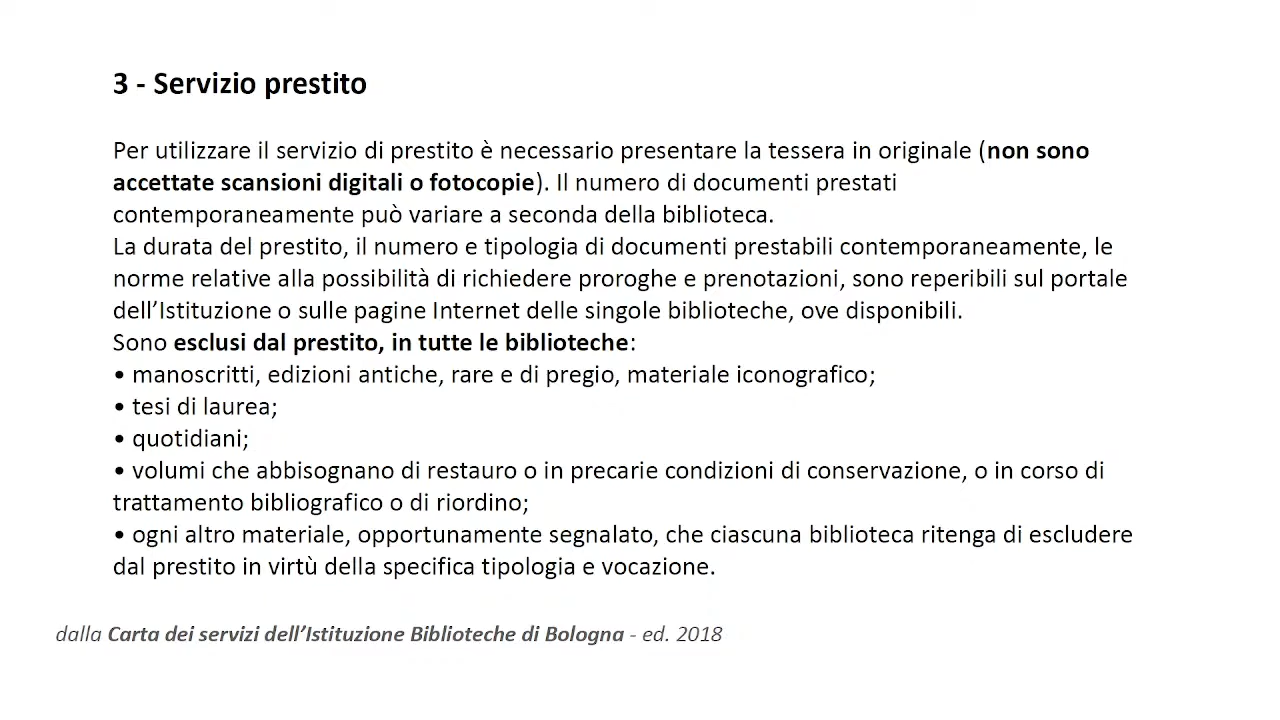 3 - Servizio prestito
Per utilizzare il servizio di prestito è necessario presentare la tessera in originale (non sono
accettate scansioni digitali o fotocopie). Il numero di documenti prestati
contemporaneamente può variare a seconda della biblioteca.
La durata del prestito, il numero e tipologia di documenti prestabili contemporaneamente, le
norme relative alla possibilità di richiedere proroghe e prenotazioni, sono reperibili sul portale
dell’Istituzione o sulle pagine Internet delle singole biblioteche, ove disponibili.
Sono esclusi dal prestito, in tutte le biblioteche:
• manoscritti, edizioni antiche, rare e di pregio, materiale iconografico;
• tesi di laurea;
• quotidiani;
• volumi che abbisognano di restauro o in precarie condizioni di conservazione, o in corso di
trattamento bibliografico o di riordino;
• ogni altro materiale, opportunamente segnalato, che ciascuna biblioteca ritenga di escludere
dal prestito in virtù della specifica tipologia e vocazione.
dalla Carta dei servizi dell’Istituzione Biblioteche di Bologna - ed. 2018